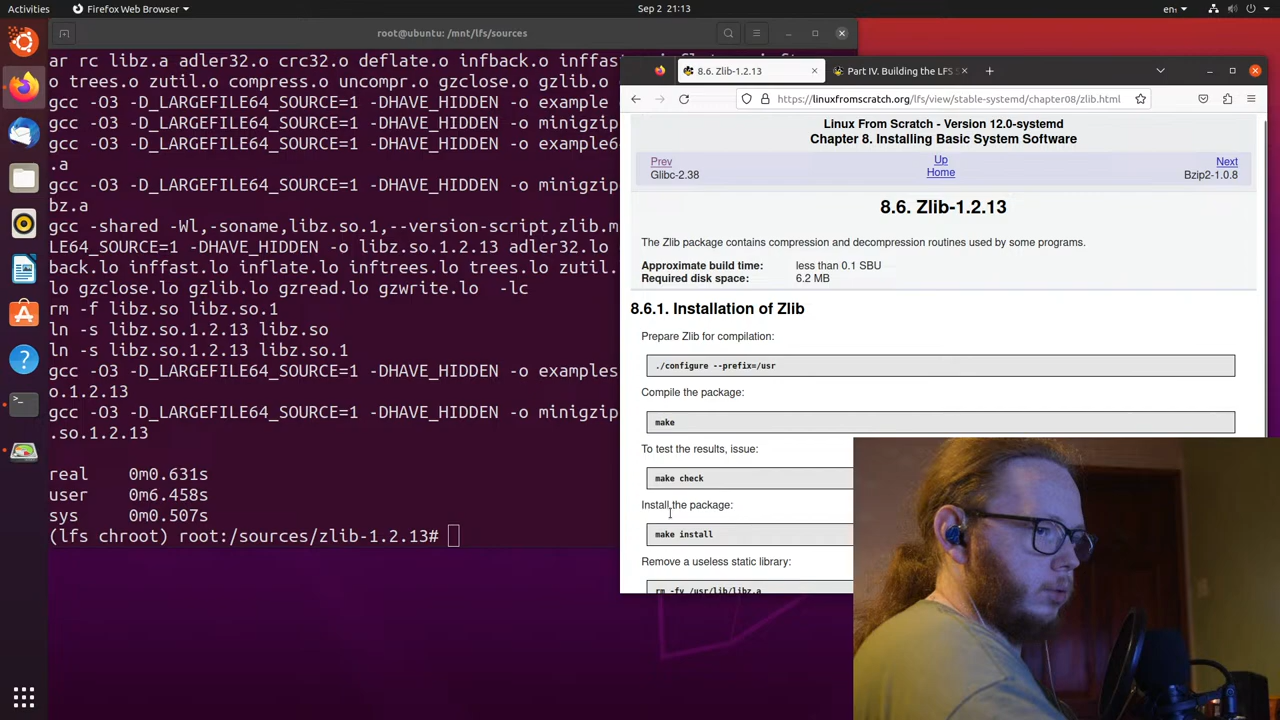 Activities
Firefox Web Browser
Sep 2 21:13
en
root@ubuntu: /mnt/lfs/sources
ar rc libz.a adler32.o crc32.o deflate.o infback.o inffas
o trees.o zutil.o compress.o uncompr.o gzclose.o gzlib.o
gcc -O3 -D_LARGEFILE64_SOURCE=1 -DHAVE_HIDDEN -o example
gcc -O3 -D_LARGEFILE64_SOURCE=1 -DHAVE_HIDDEN -o minigzip
gcc -O3 -D_LARGEFILE64_SOURCE=1 -DHAVE_HIDDEN -o example6
.a
gcc -O3 -D_LARGEFILE64_SOURCE=1 -DHAVE_HIDDEN -o minigzip
bz.a
gcc -shared -Wl,-soname,libz.so.1,--version-script,zlib.m
LE64_SOURCE=1 -DHAVE_HIDDEN -o libz.so.1.2.13 adler32.lo
back.lo inffast.lo inflate.lo inftrees.lo trees.lo zutil.
lo gzclose.lo gzlib.lo gzread.lo gzwrite.lo -lc
rm -f libz.so libz.so.1
ln -s libz.so.1.2.13 libz.so
ln -s libz.so.1.2.13 libz.so.1
gcc -O3 -D_LARGEFILE64_SOURCE=1 -DHAVE_HIDDEN -o examples
o.1.2.13
gcc -O3 -D_LARGEFILE64_SOURCE=1 -DHAVE_HIDDEN -o minigzip
.so.1.2.13
real 0m0.631s
user 0m6.458s
sys 0m0.507s
(lfs chroot) root:/sources/zlib-1.2.13#
8.6. Zlib-1.2.13
Part IV. Building the LFS
https://linuxfromscratch.org/lfs/view/stable-systemd/chapter08/zlib.html
Linux From Scratch - Version 12.0-systemd
Chapter 8. Installing Basic System Software
Prev
Up
Next
Glibc-2.38
Home
Bzip2-1.0.8
8.6. Zlib-1.2.13
The Zlib package contains compression and decompression routines used by some programs.
Approximate build time: less than 0.1 SBU
Required disk space: 6.2 MB
8.6.1. Installation of Zlib
Prepare Zlib for compilation:
./configure --prefix=/usr
Compile the package:
make
To test the results, issue:
make check
Install the package:
make install
Remove a useless static library:
rm -fv /usr/lib/libz.a